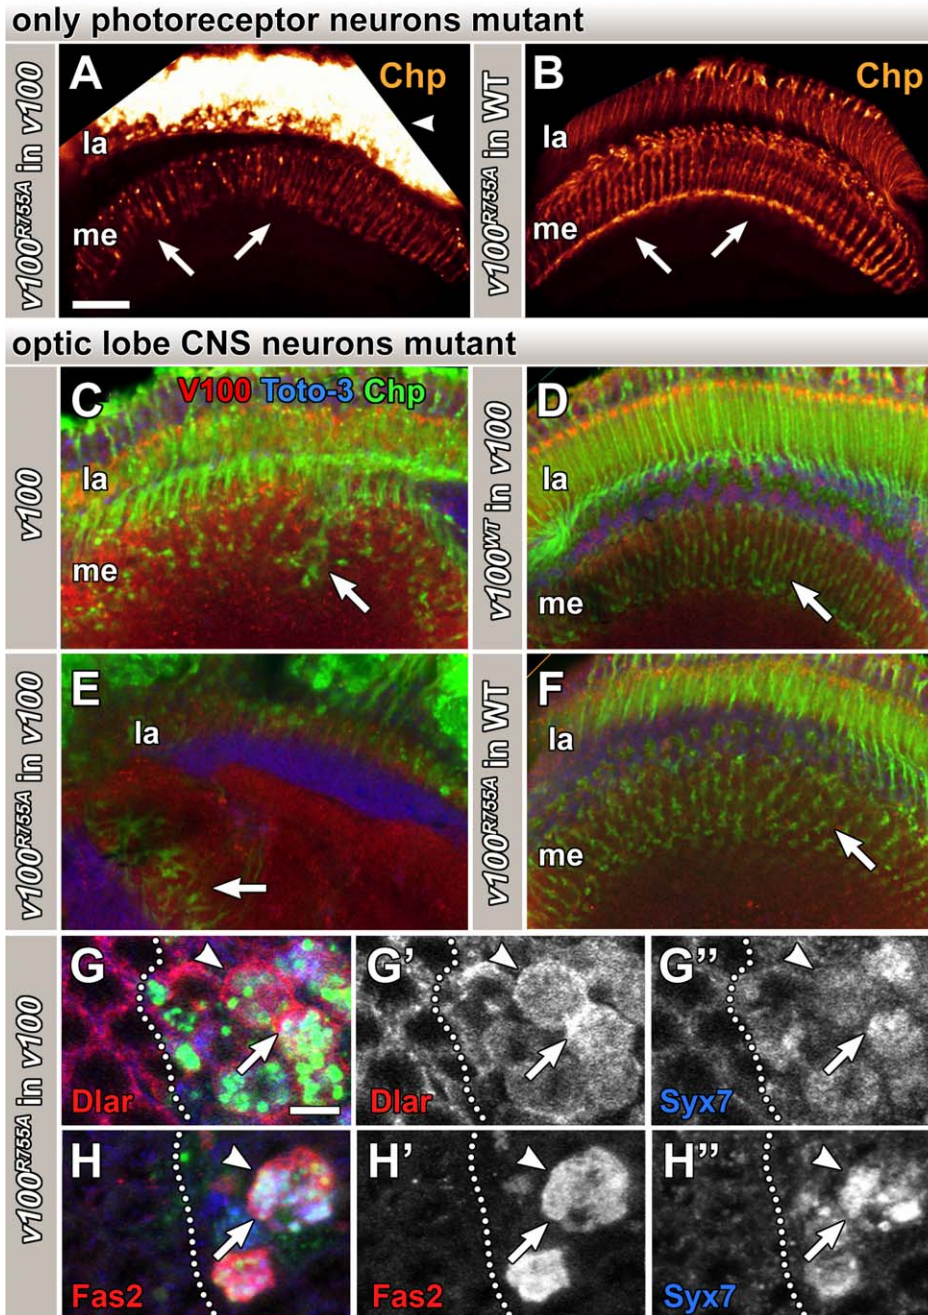 only photoreceptor neurons mutant
v100R755A in v100
A
Chp
la
me
v100R755A in WT
B
Chp
la
me
optic lobe CNS neurons mutant
v100
C
V100 Toto-3 Chp
la
me
v100WT in v100
D
la
me
v100R755A in v100
E
la
v100R755A in WT
F
la
me
v100R755A in v100
G
Dlar
G'
Dlar
G"
Syx7
H
Fas2
H'
Fas2
H"
Syx7